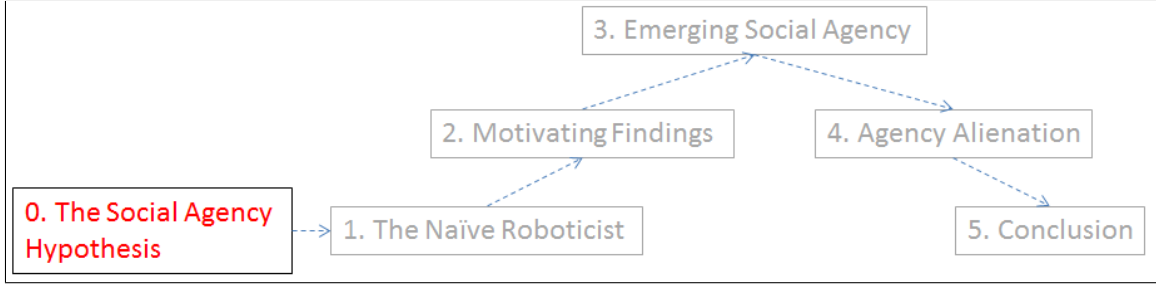 3. Emerging Social Agency
2. Motivating Findings
4. Agency Alienation
0. The Social Agency
Hypothesis
1. The Naïve Roboticist
5. Conclusion